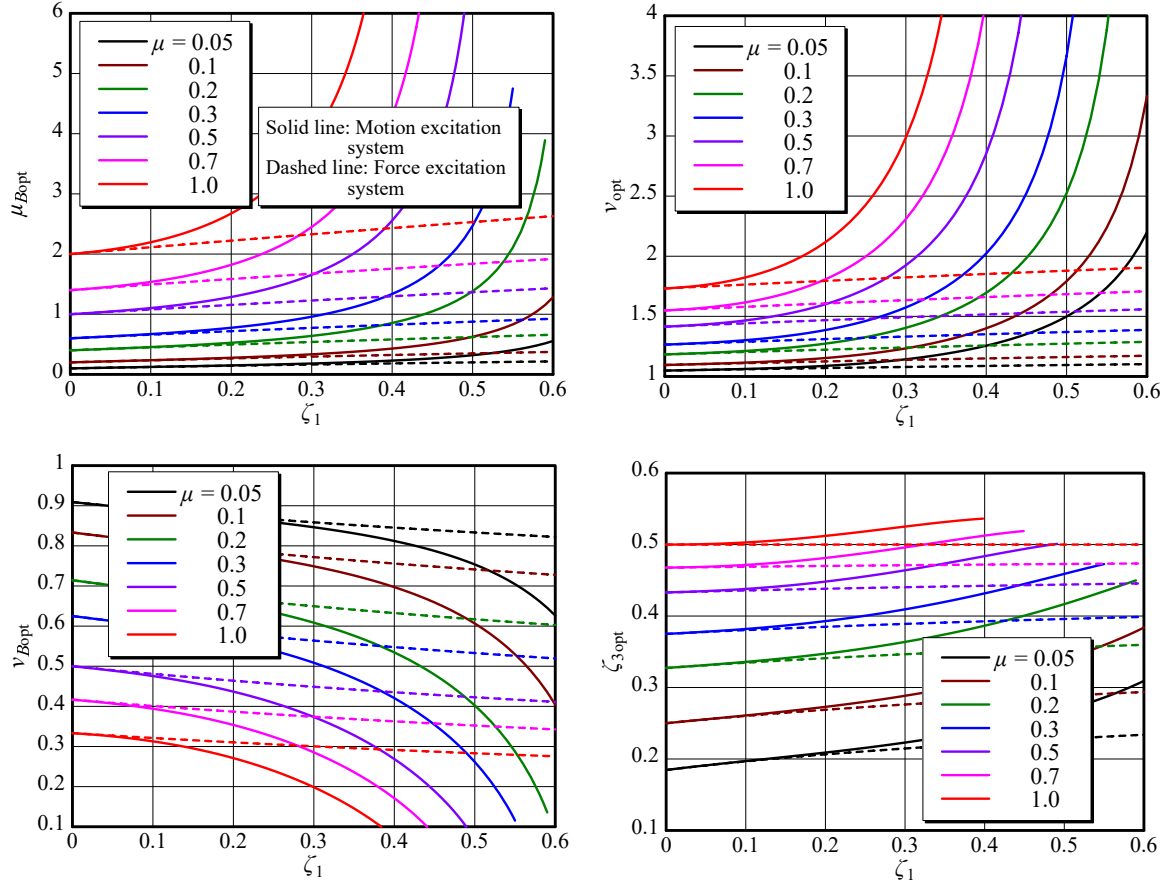 6
5
4
3
2
1
0
μBopt
μ = 0.05
0.1
0.2
0.3
0.5
0.7
1.0
Solid line: Motion excitation
system
Dashed line: Force excitation
system
0 0.1 0.2 0.3 0.4 0.5 0.6
ζ1
4
3.5
3
2.5
2
1.5
1
νopt
μ = 0.05
0.1
0.2
0.3
0.5
0.7
1.0
0 0.1 0.2 0.3 0.4 0.5 0.6
ζ1
1
0.9
0.8
0.7
0.6
0.5
0.4
0.3
0.2
0.1
νBopt
μ = 0.05
0.1
0.2
0.3
0.5
0.7
1.0
0 0.1 0.2 0.3 0.4 0.5 0.6
ζ1
0.6
0.5
0.4
0.3
0.2
0.1
ζ3opt
μ = 0.05
0.1
0.2
0.3
0.5
0.7
1.0
0 0.1 0.2 0.3 0.4 0.5 0.6
ζ1